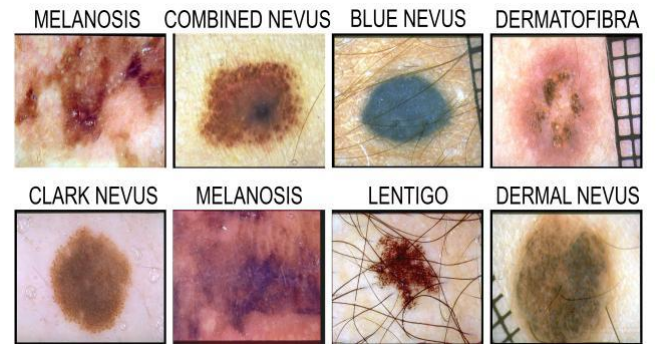 MELANOSIS COMBINED NEVUS BLUE NEVUS DERMATOFIBRA
CLARK NEVUS MELANOSIS LENTIGO DERMAL NEVUS